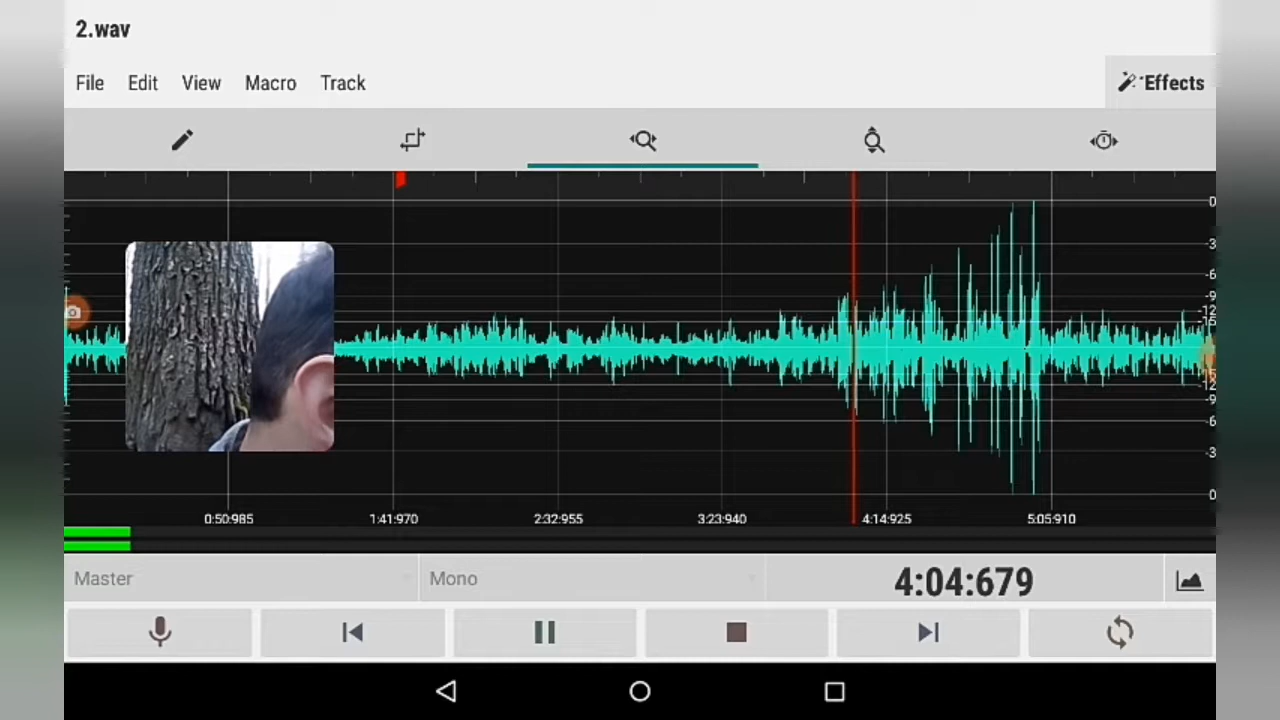 2.wav
File Edit View Macro Track Effects
0
-3
-6
-9
-12
-12
-9
-6
-3
0
0:50:985 1:41:970 2:32:955 3:23:940 4:14:925 5:05:910
Master Mono 4:04:679